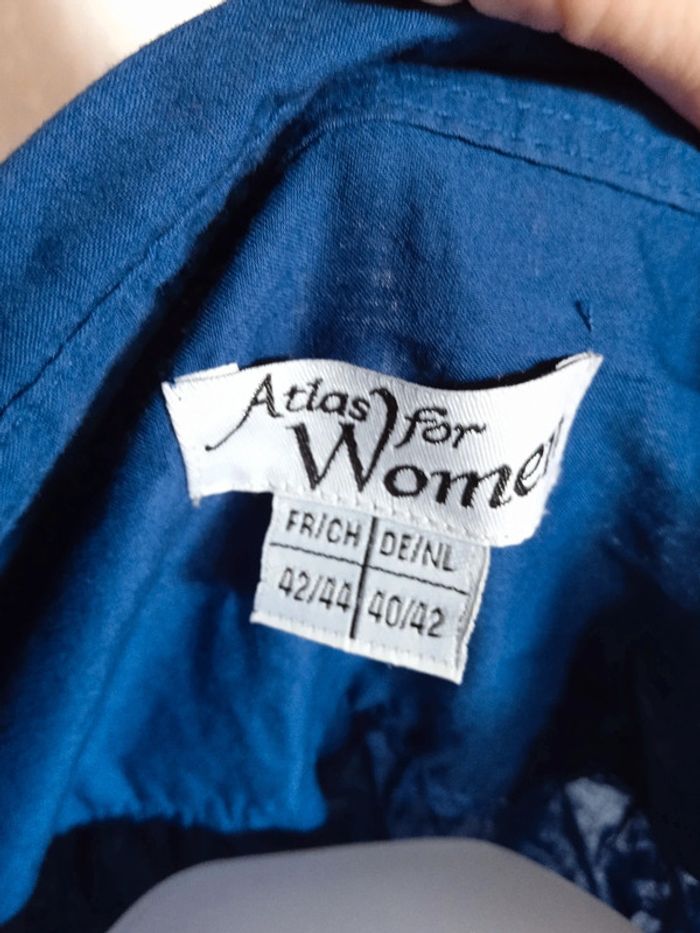 Atlas for
Women
FR/CH DE/NL
42/44 40/42